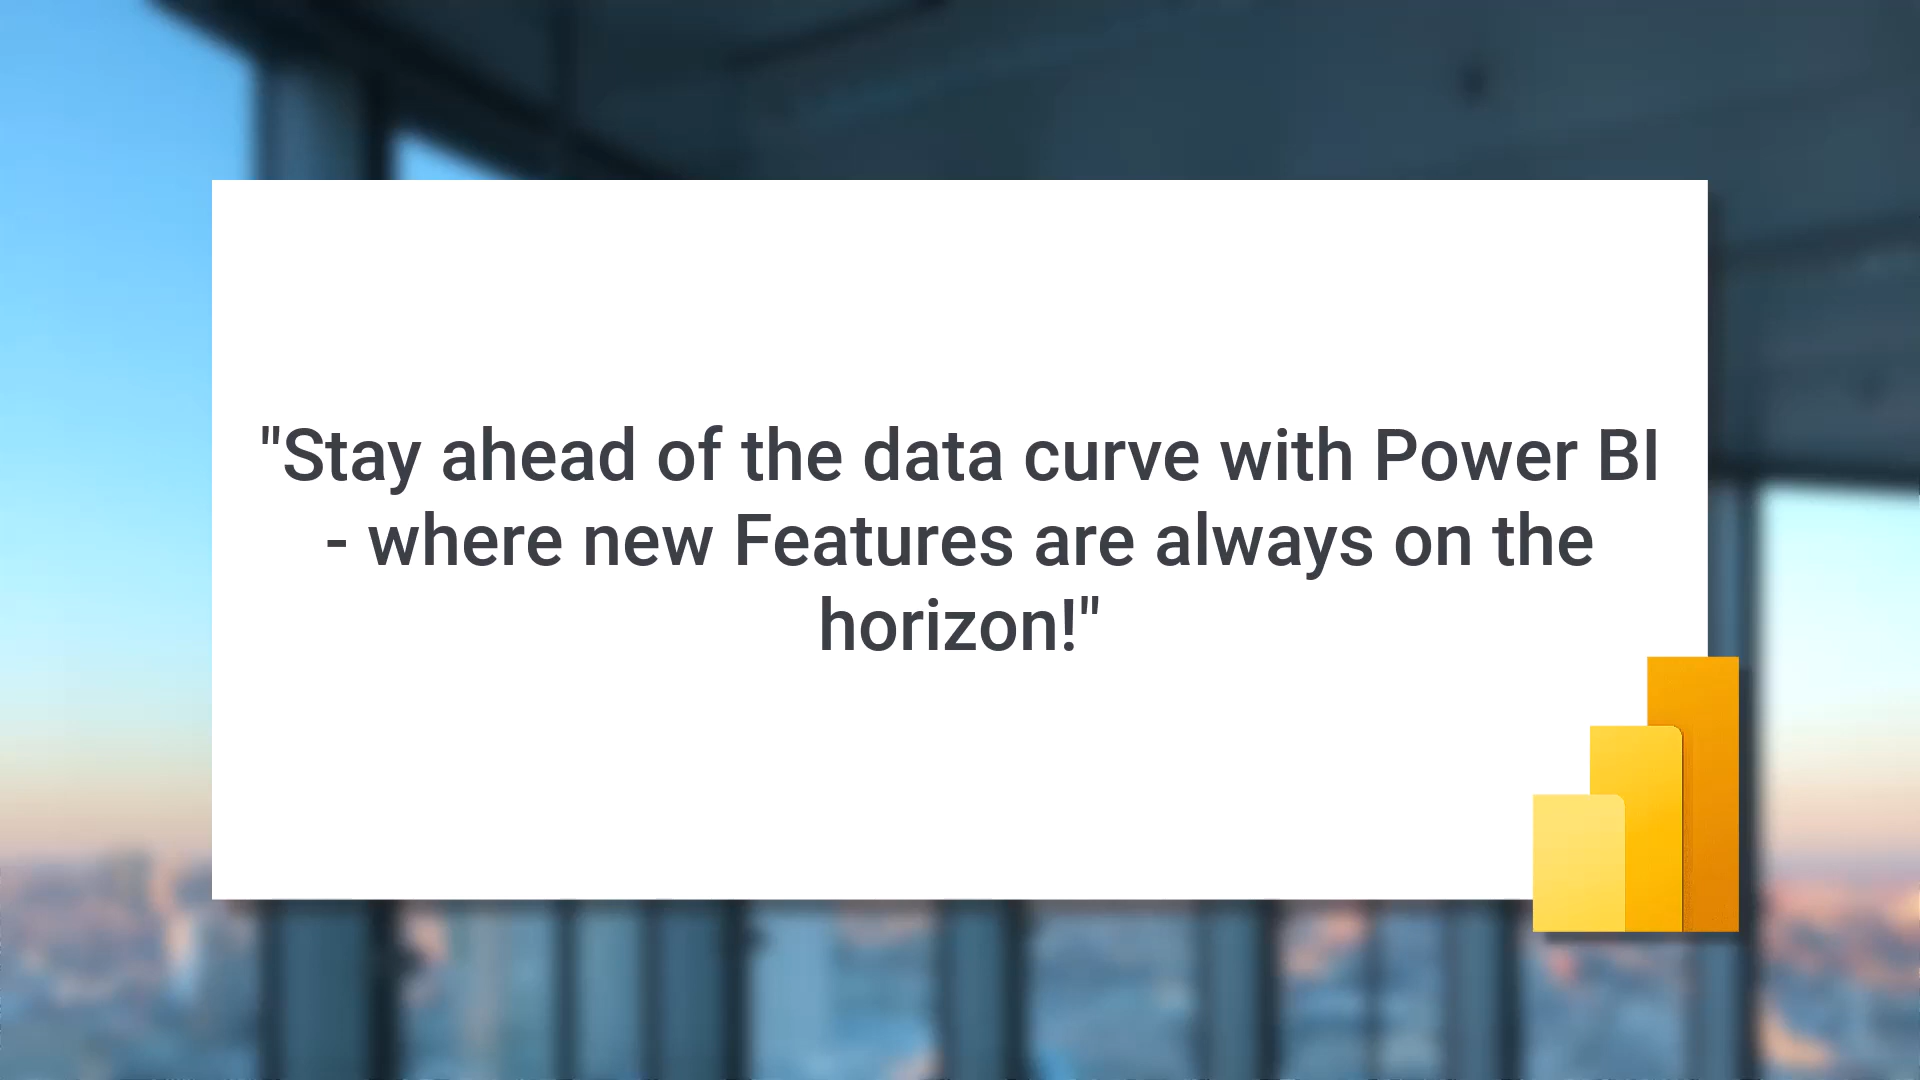 "Stay ahead of the data curve with Power BI
- where new Features are always on the
horizon!"